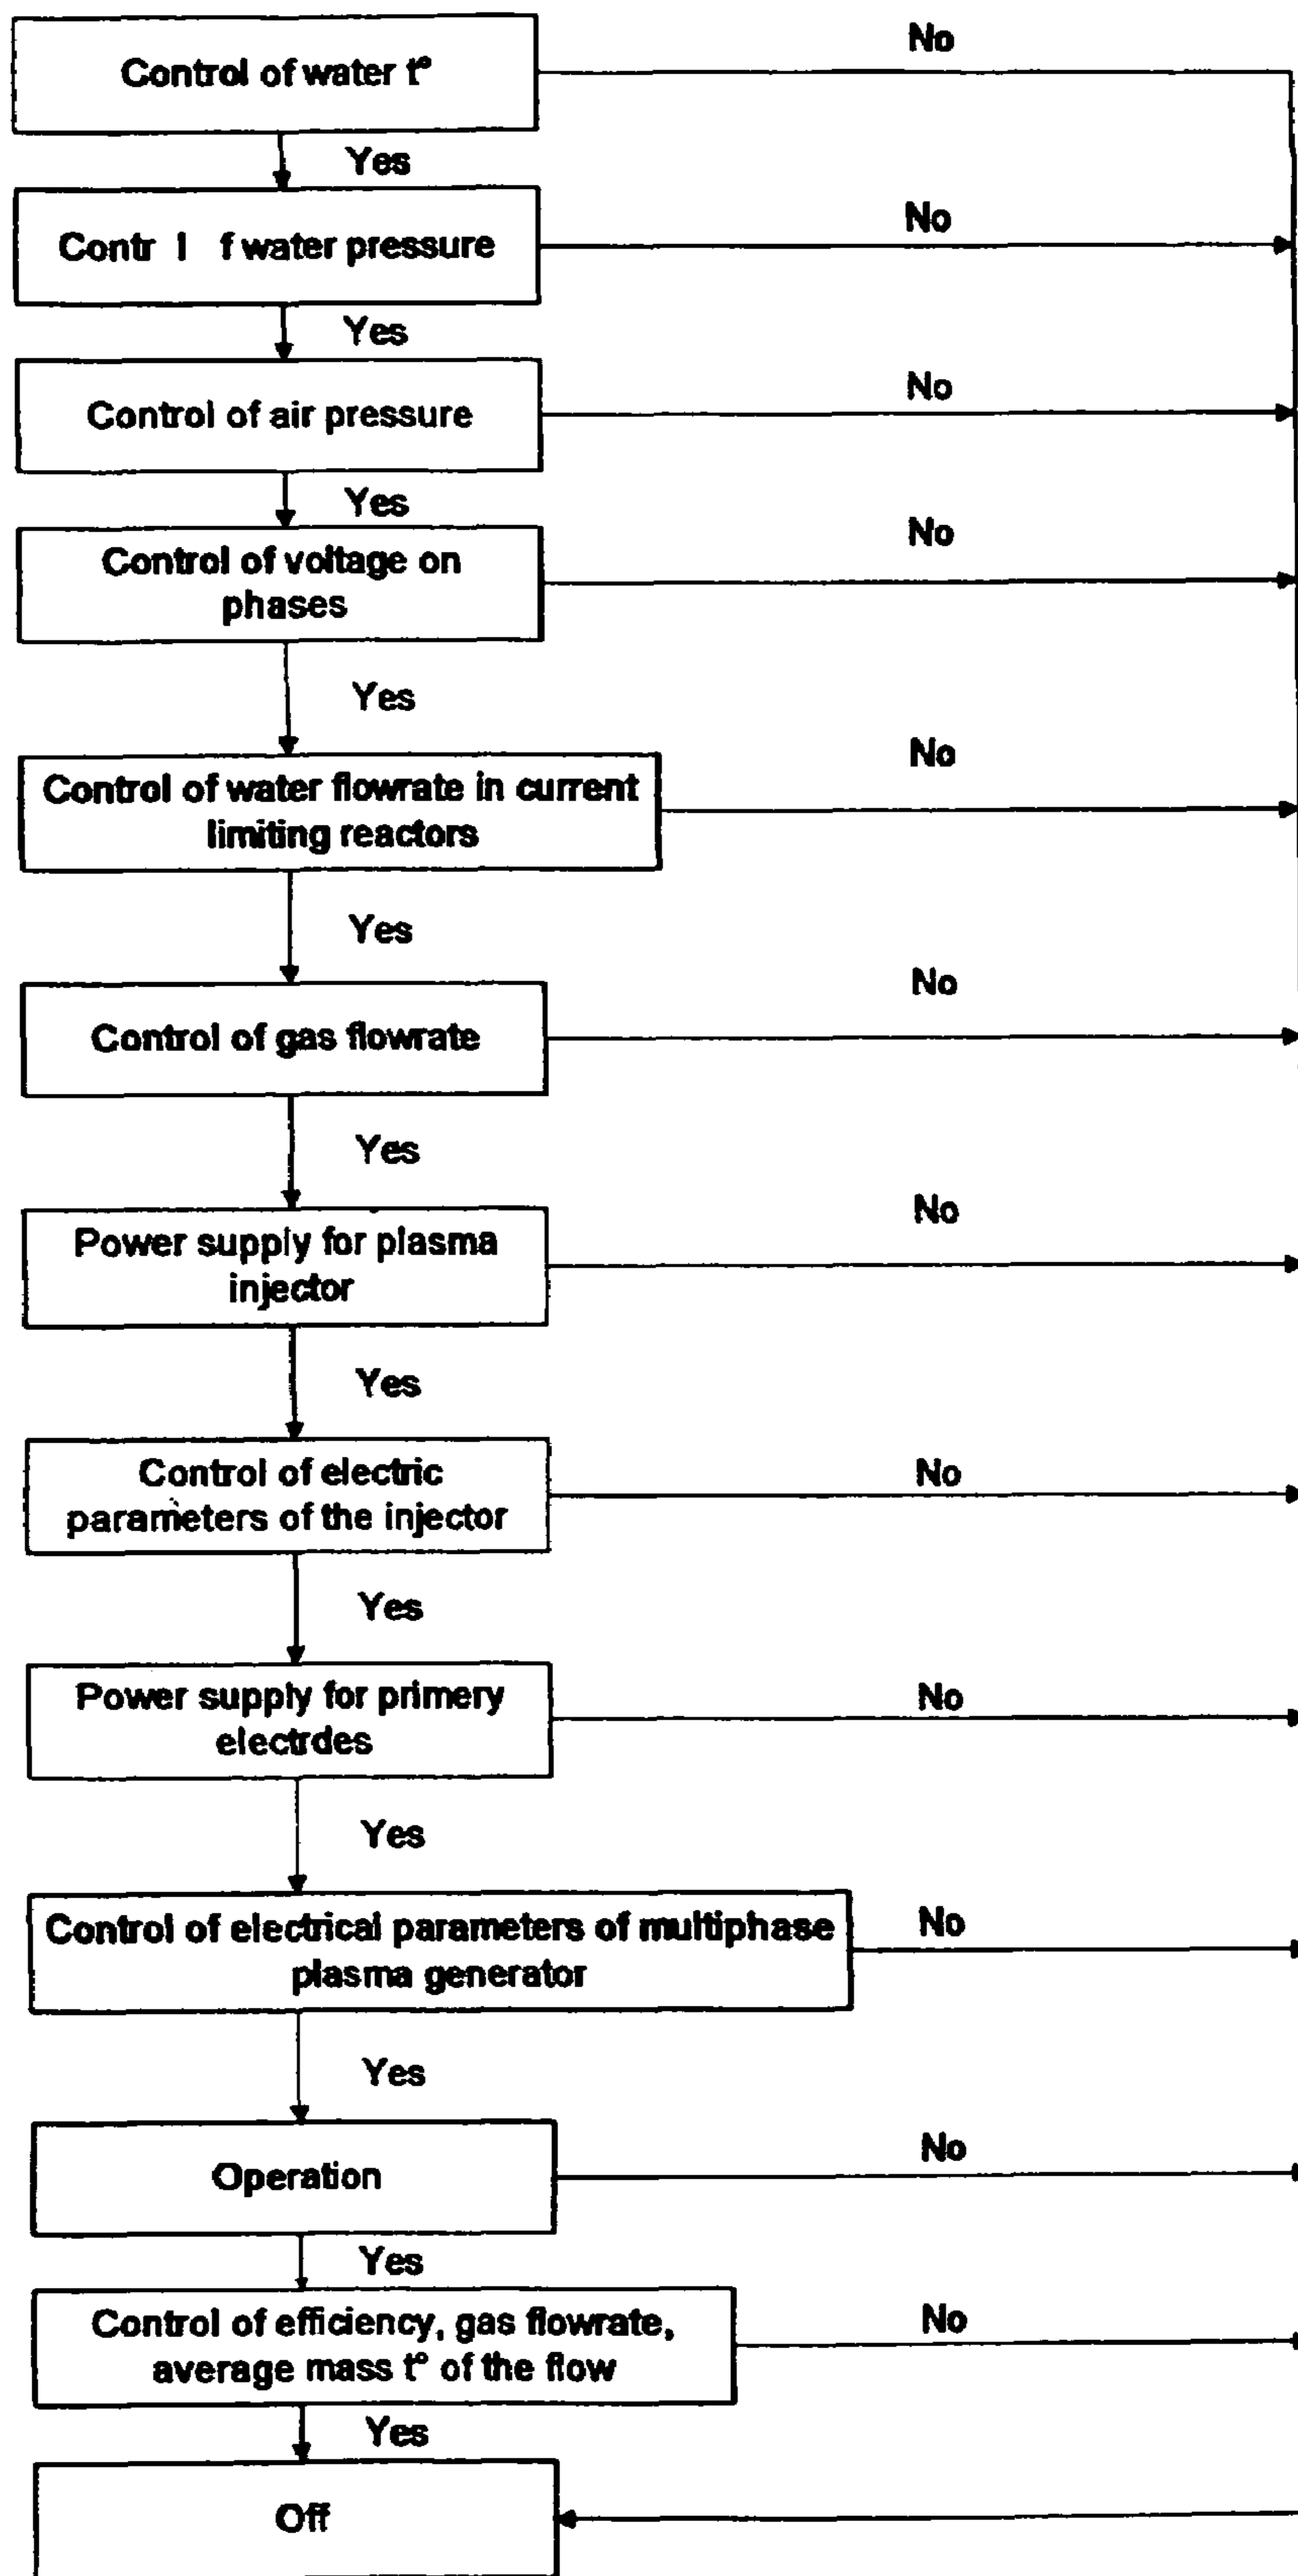 Control of water t°
No
Yes
Contr l f water pressure
No
Yes
Control of air pressure
No
Yes
Control of voltage on
phases
No
Yes
Control of water flowrate in current
limiting reactors
No
Yes
Control of gas flowrate
No
Yes
Power supply for plasma
injector
No
Yes
Control of electric
parameters of the injector
No
Yes
Power supply for primery
electrdes
No
Yes
Control of electrical parameters of multiphase
plasma generator
No
Yes
Operation
No
Yes
Control of efficiency, gas flowrate,
average mass t° of the flow
No
Yes
Off